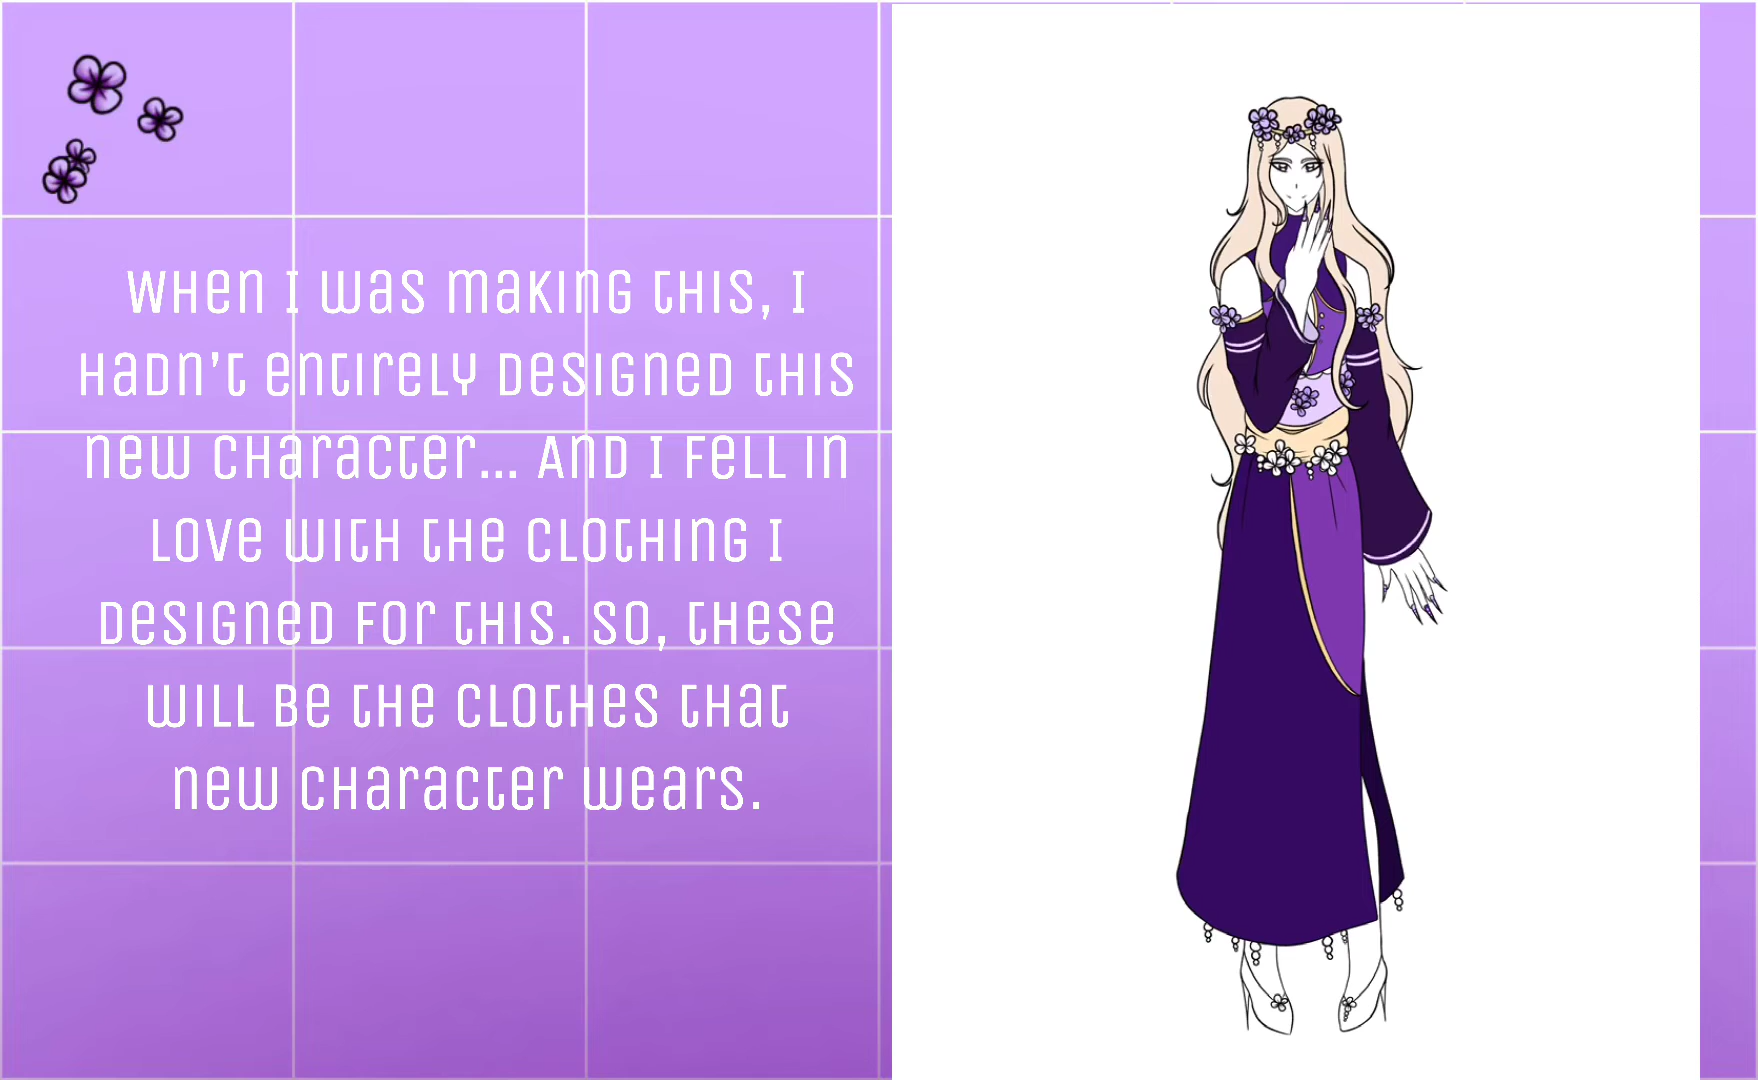 When I was making this, I
hadn't entirely designed this
new character... And I fell in
love with the clothing I
designed for this. So, these
will be the clothes that
new character wears.